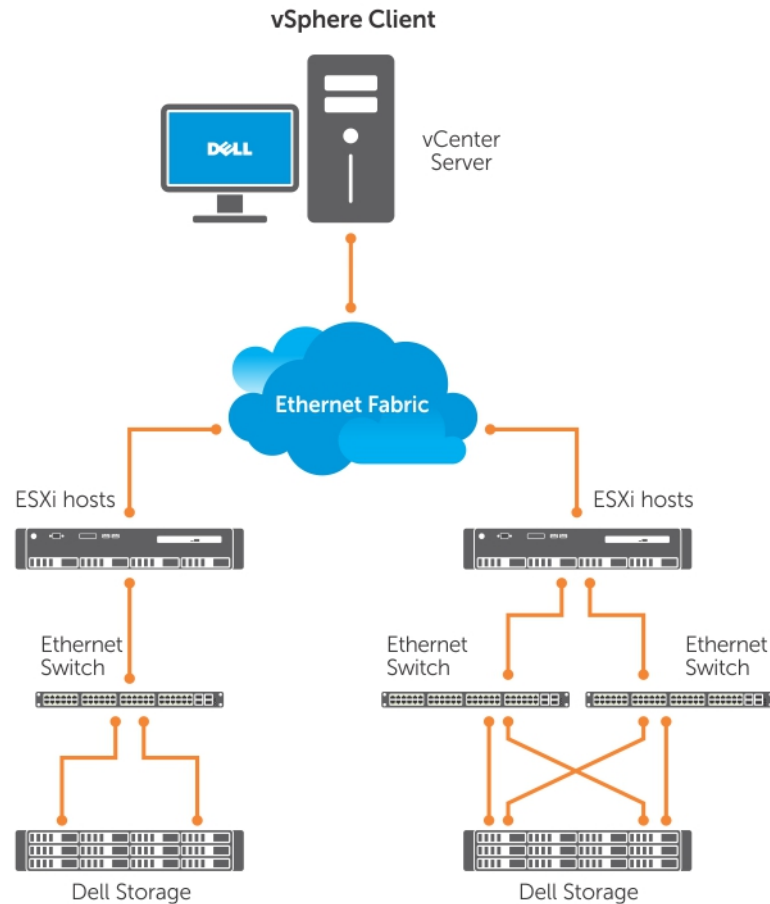 vSphere Client
DELL
vCenter
Server
Ethernet Fabric
ESXi hosts
ESXi hosts
Ethernet
Switch
Ethernet
Switch
Ethernet
Switch
Dell Storage
Dell Storage